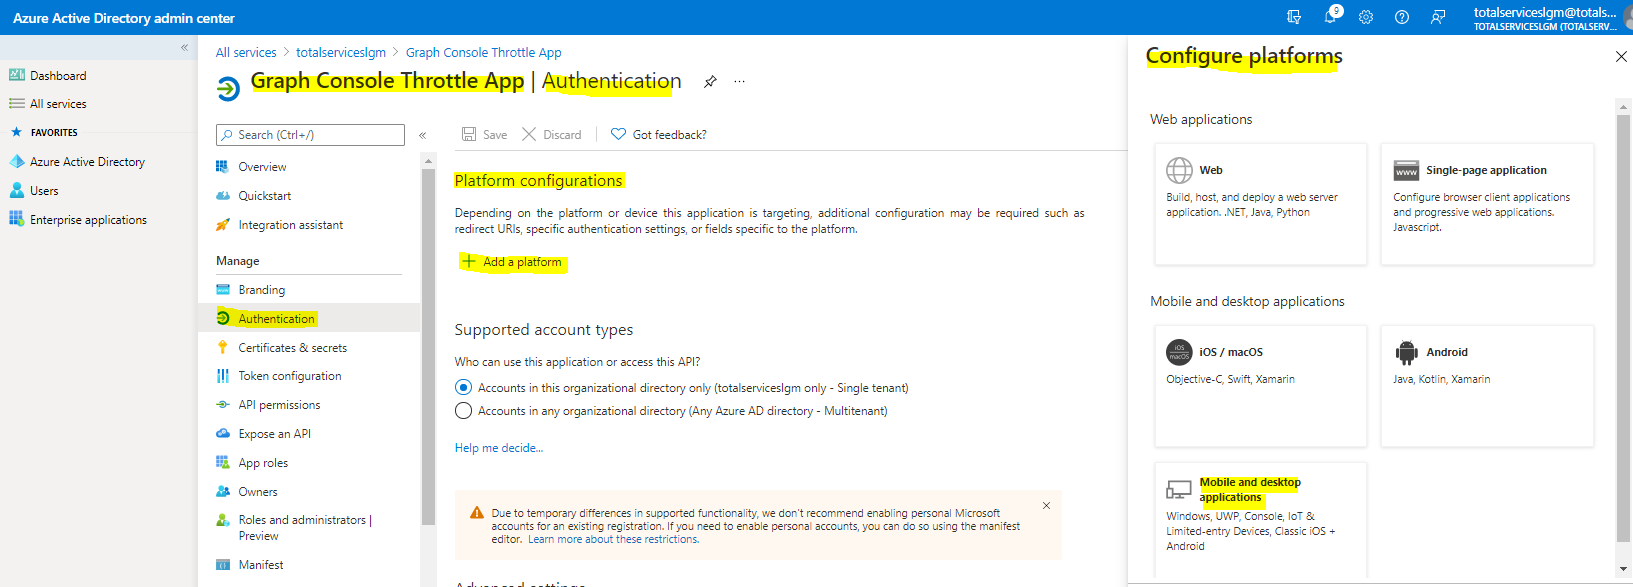 Azure Active Directory admin center
9
totalserviceslgm@totals...
TOTALSERVICESLGM (TOTALSERV...
«
Dashboard
All services
FAVORITES
Azure Active Directory
Users
Enterprise applications
All services > totalserviceslgm > Graph Console Throttle App
Graph Console Throttle App | Authentication
...
Search (Ctrl+/)
«
Overview
Quickstart
Integration assistant
Manage
Branding
Authentication
Certificates & secrets
Token configuration
API permissions
Expose an API
App roles
Owners
Roles and administrators |
Preview
Manifest
Save
Discard
Got feedback?
Platform configurations
Depending on the platform or device this application is targeting, additional configuration may be required such as
redirect URIs, specific authentication settings, or fields specific to the platform.
Add a platform
Supported account types
Who can use this application or access this API?
Accounts in this organizational directory only (totalserviceslgm only - Single tenant)
Accounts in any organizational directory (Any Azure AD directory - Multitenant)
Help me decide...
Due to temporary differences in supported functionality, we don't recommend enabling personal Microsoft
accounts for an existing registration. If you need to enable personal accounts, you can do so using the manifest
editor. Learn more about these restrictions.
Advanced settings
Configure platforms
Web applications
Web
Build, host, and deploy a web server
application. .NET, Java, Python
www
Single-page application
Configure browser client applications
and progressive web applications.
Javascript.
Mobile and desktop applications
iOS
macOS
iOS / macOS
Objective-C, Swift, Xamarin
Android
Java, Kotlin, Xamarin
Mobile and desktop
applications
Windows, UWP, Console, IoT &
Limited-entry Devices, Classic iOS +
Android